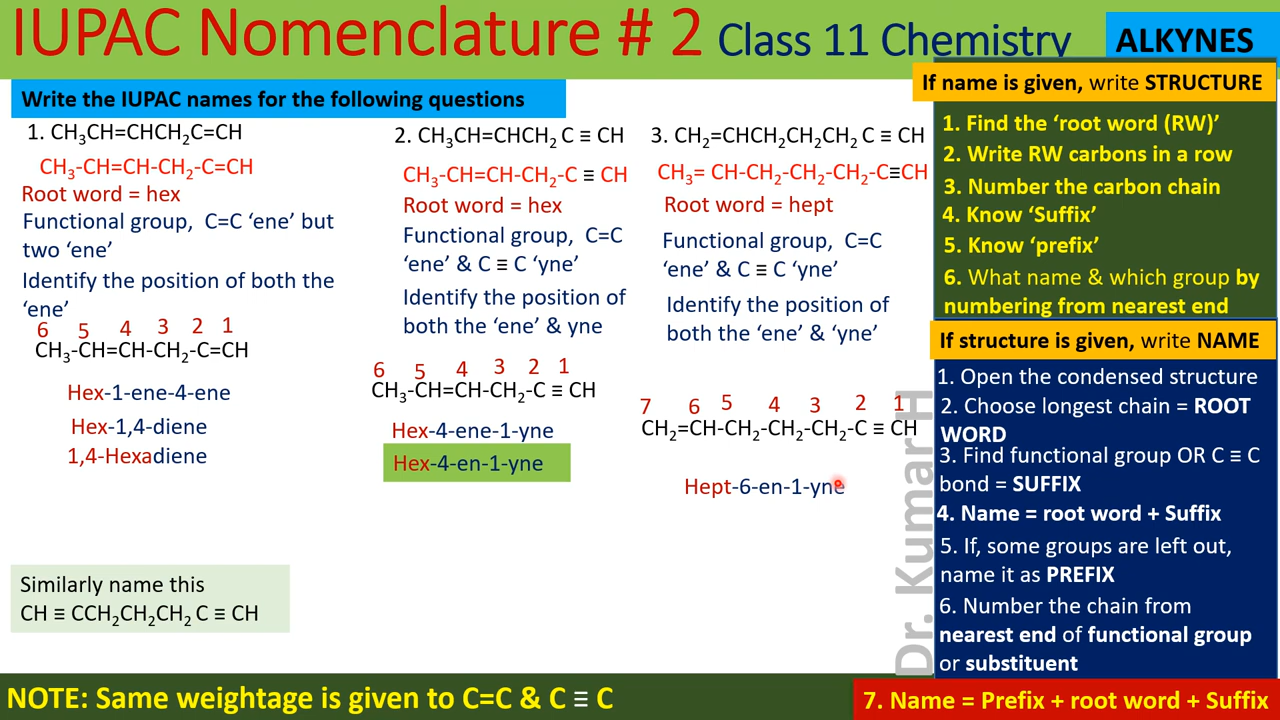 IUPAC Nomenclature # 2 Class 11 Chemistry
ALKYNES
Write the IUPAC names for the following questions
1. CH₃CH=CHCH₂C=CH
CH₃-CH=CH-CH₂-C=CH
Root word = hex
Functional group, C=C ‘ene’ but
two ‘ene’
Identify the position of both the
‘ene’
6 5 4 3 2 1
CH₃-CH=CH-CH₂-C=CH
Hex-1-ene-4-ene
Hex-1,4-diene
1,4-Hexadiene
2. CH₃CH=CHCH₂ C ≡ CH
CH₃-CH=CH-CH₂-C ≡ CH
Root word = hex
Functional group, C=C
‘ene’ & C ≡ C ‘yne’
Identify the position of
both the ‘ene’ & yne
6 5 4 3 2 1
CH₃-CH=CH-CH₂-C ≡ CH
Hex-4-ene-1-yne
Hex-4-en-1-yne
3. CH₂=CHCH₂CH₂CH₂ C ≡ CH
CH₃= CH-CH₂-CH₂-CH₂-C≡CH
Root word = hept
Functional group, C=C
‘ene’ & C ≡ C ‘yne’
Identify the position of
both the ‘ene’ & ‘yne’
7 6 5 4 3 2 1
CH₂=CH-CH₂-CH₂-CH₂-C ≡ CH
Hept-6-en-1-yne
Similarly name this
CH ≡ CCH₂CH₂CH₂ C ≡ CH
NOTE: Same weightage is given to C=C & C ≡ C
Dr. Kumar H
If name is given, write STRUCTURE
1. Find the ‘root word (RW)’
2. Write RW carbons in a row
3. Number the carbon chain
4. Know ‘Suffix’
5. Know ‘prefix’
6. What name & which group by
numbering from nearest end
If structure is given, write NAME
1. Open the condensed structure
2. Choose longest chain = ROOT
WORD
3. Find functional group OR C ≡ C
bond = SUFFIX
4. Name = root word + Suffix
5. If, some groups are left out,
name it as PREFIX
6. Number the chain from
nearest end of functional group
or substituent
7. Name = Prefix + root word + Suffix